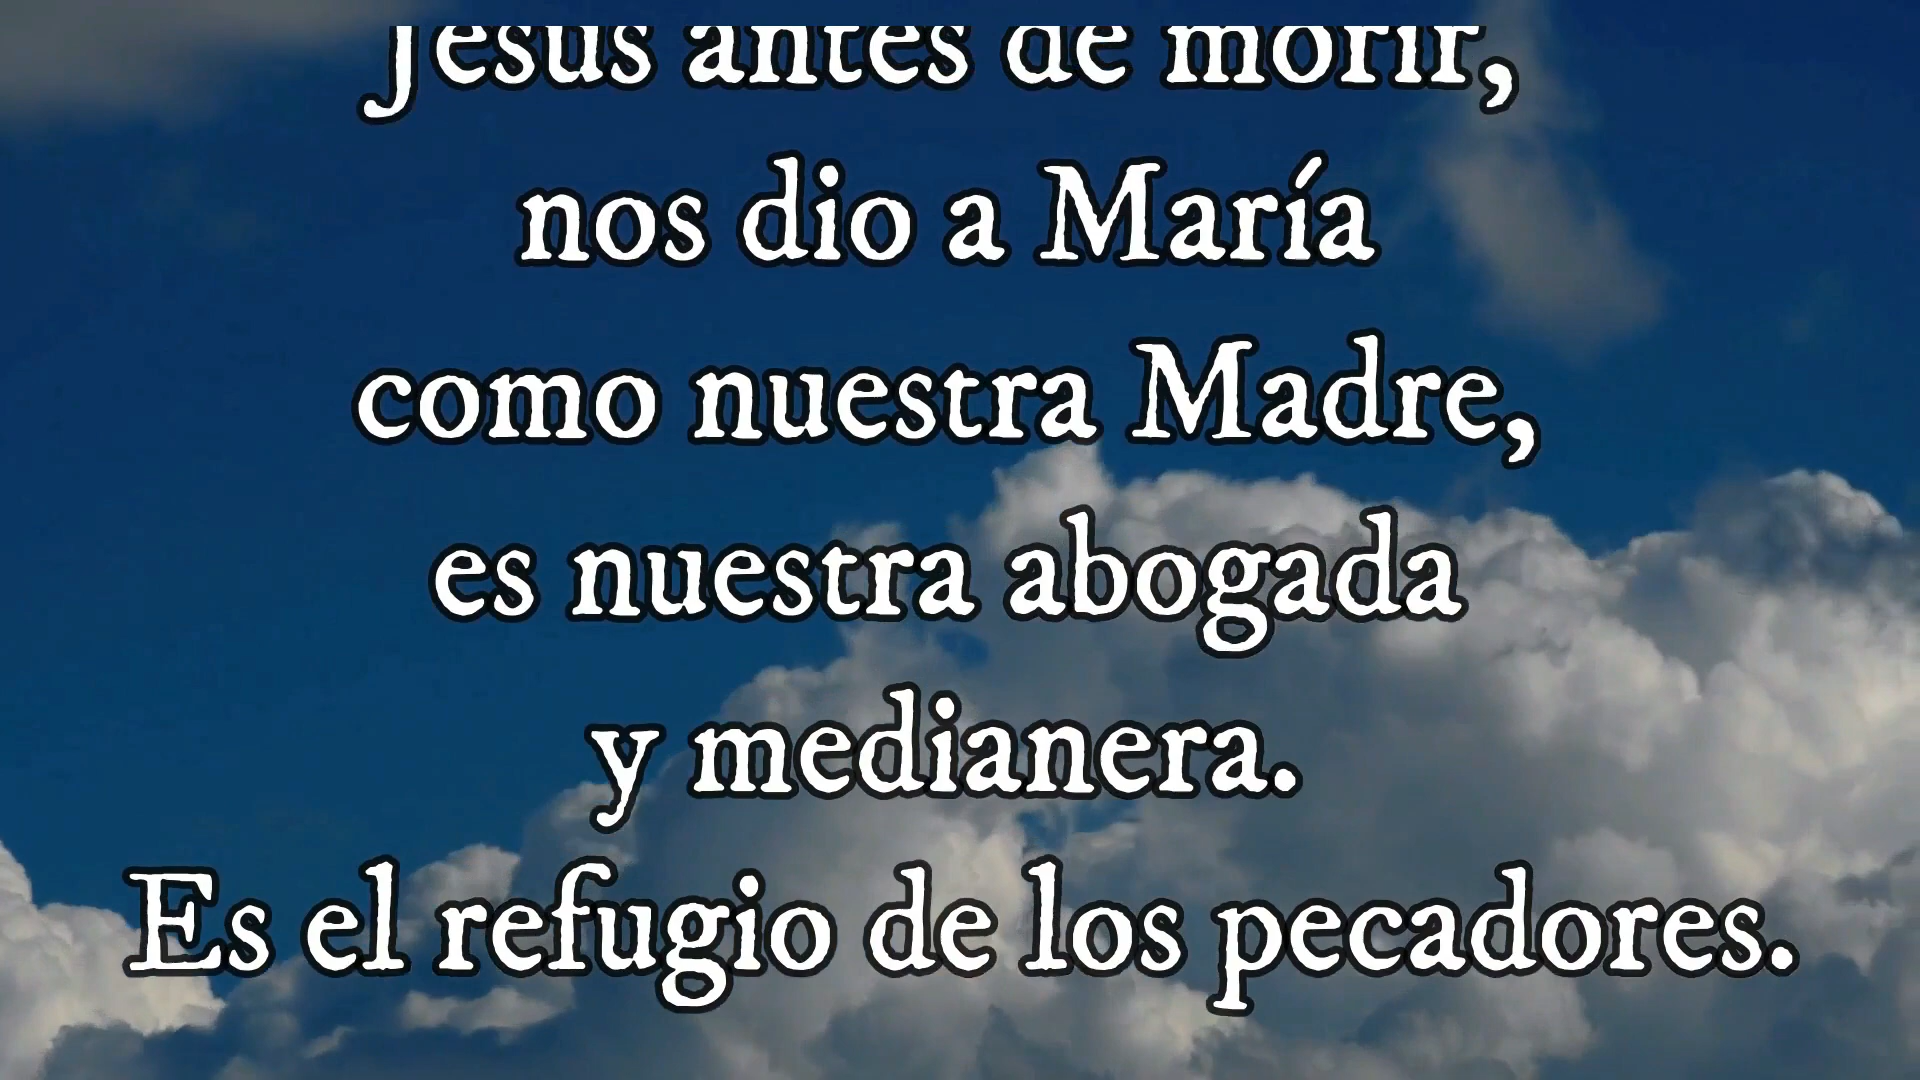 Jesús antes de morir,
nos dio a María
como nuestra Madre,
es nuestra abogada
y medianera.
Es el refugio de los pecadores.